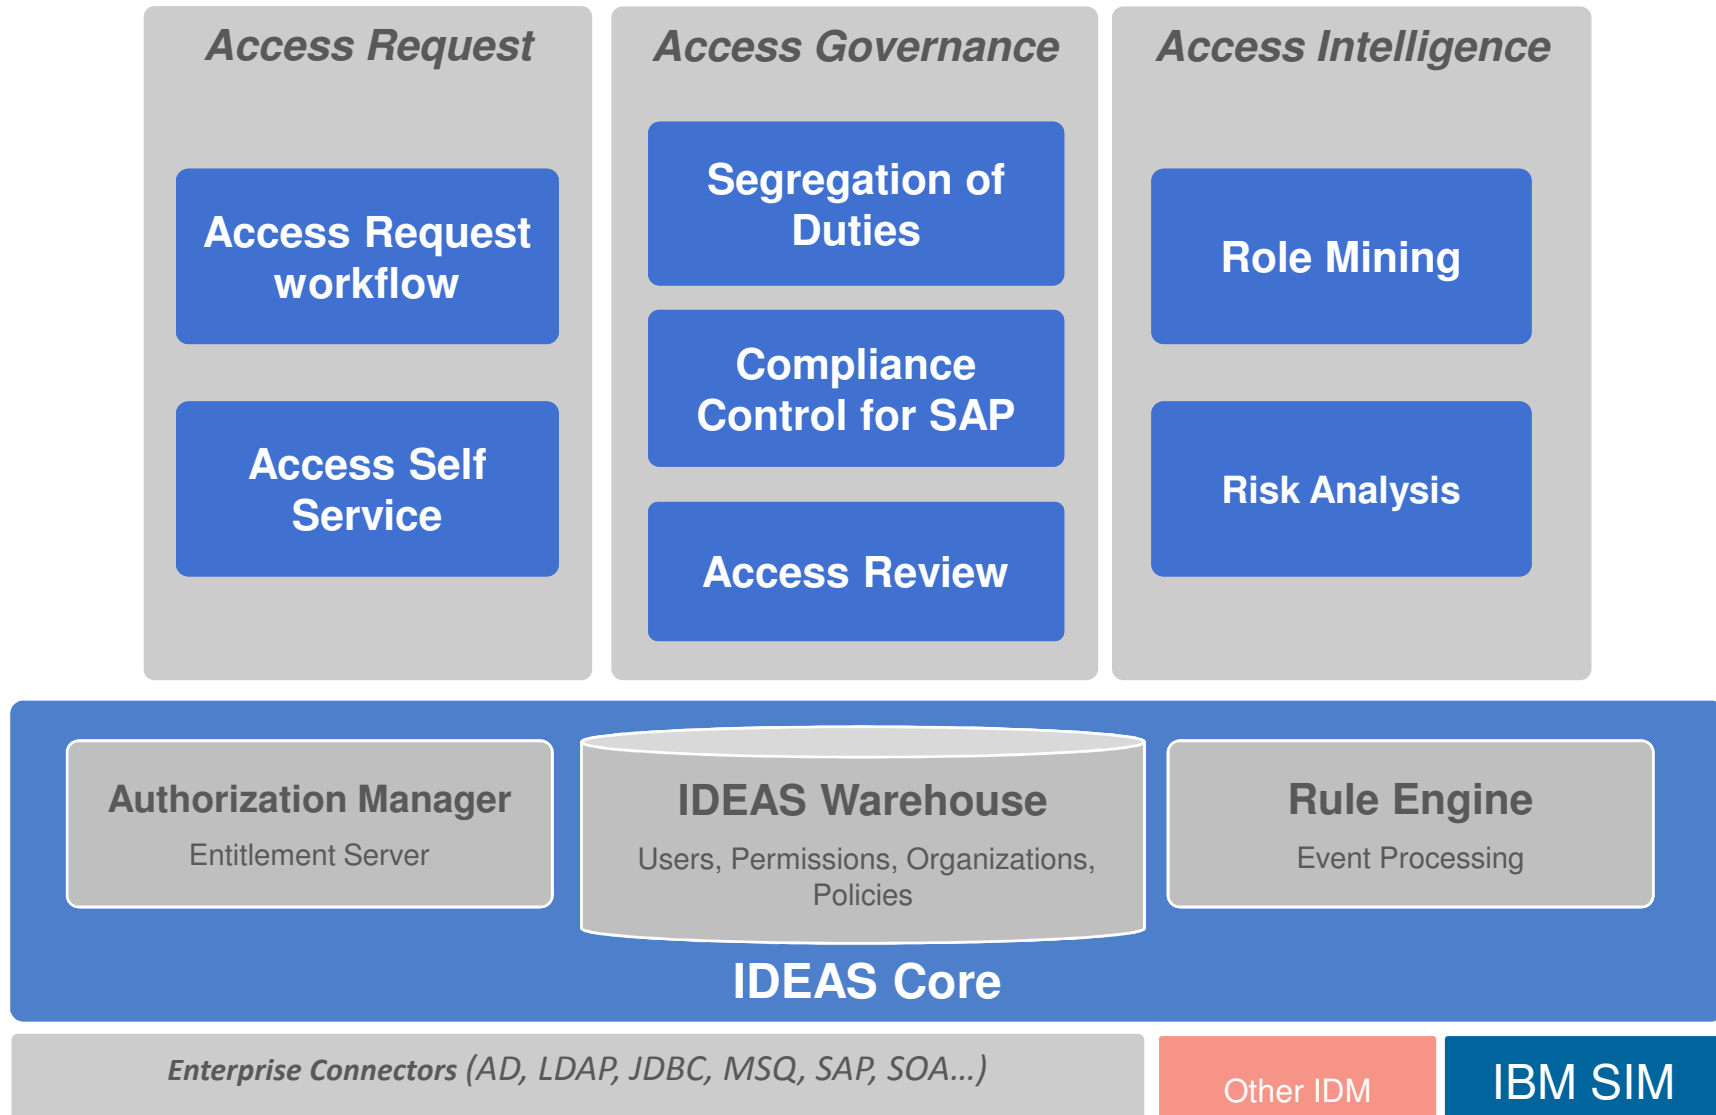 Access Request
Access Governance
Access Intelligence
Access Request
workflow
Access Self
Service
Segregation of
Duties
Compliance
Control for SAP
Access Review
Role Mining
Risk Analysis
Authorization Manager
Entitlement Server
IDEAS Warehouse
Users, Permissions, Organizations,
Policies
Rule Engine
Event Processing
IDEAS Core
Enterprise Connectors (AD, LDAP, JDBC, MSQ, SAP, SOA...)
Other IDM
IBM SIM